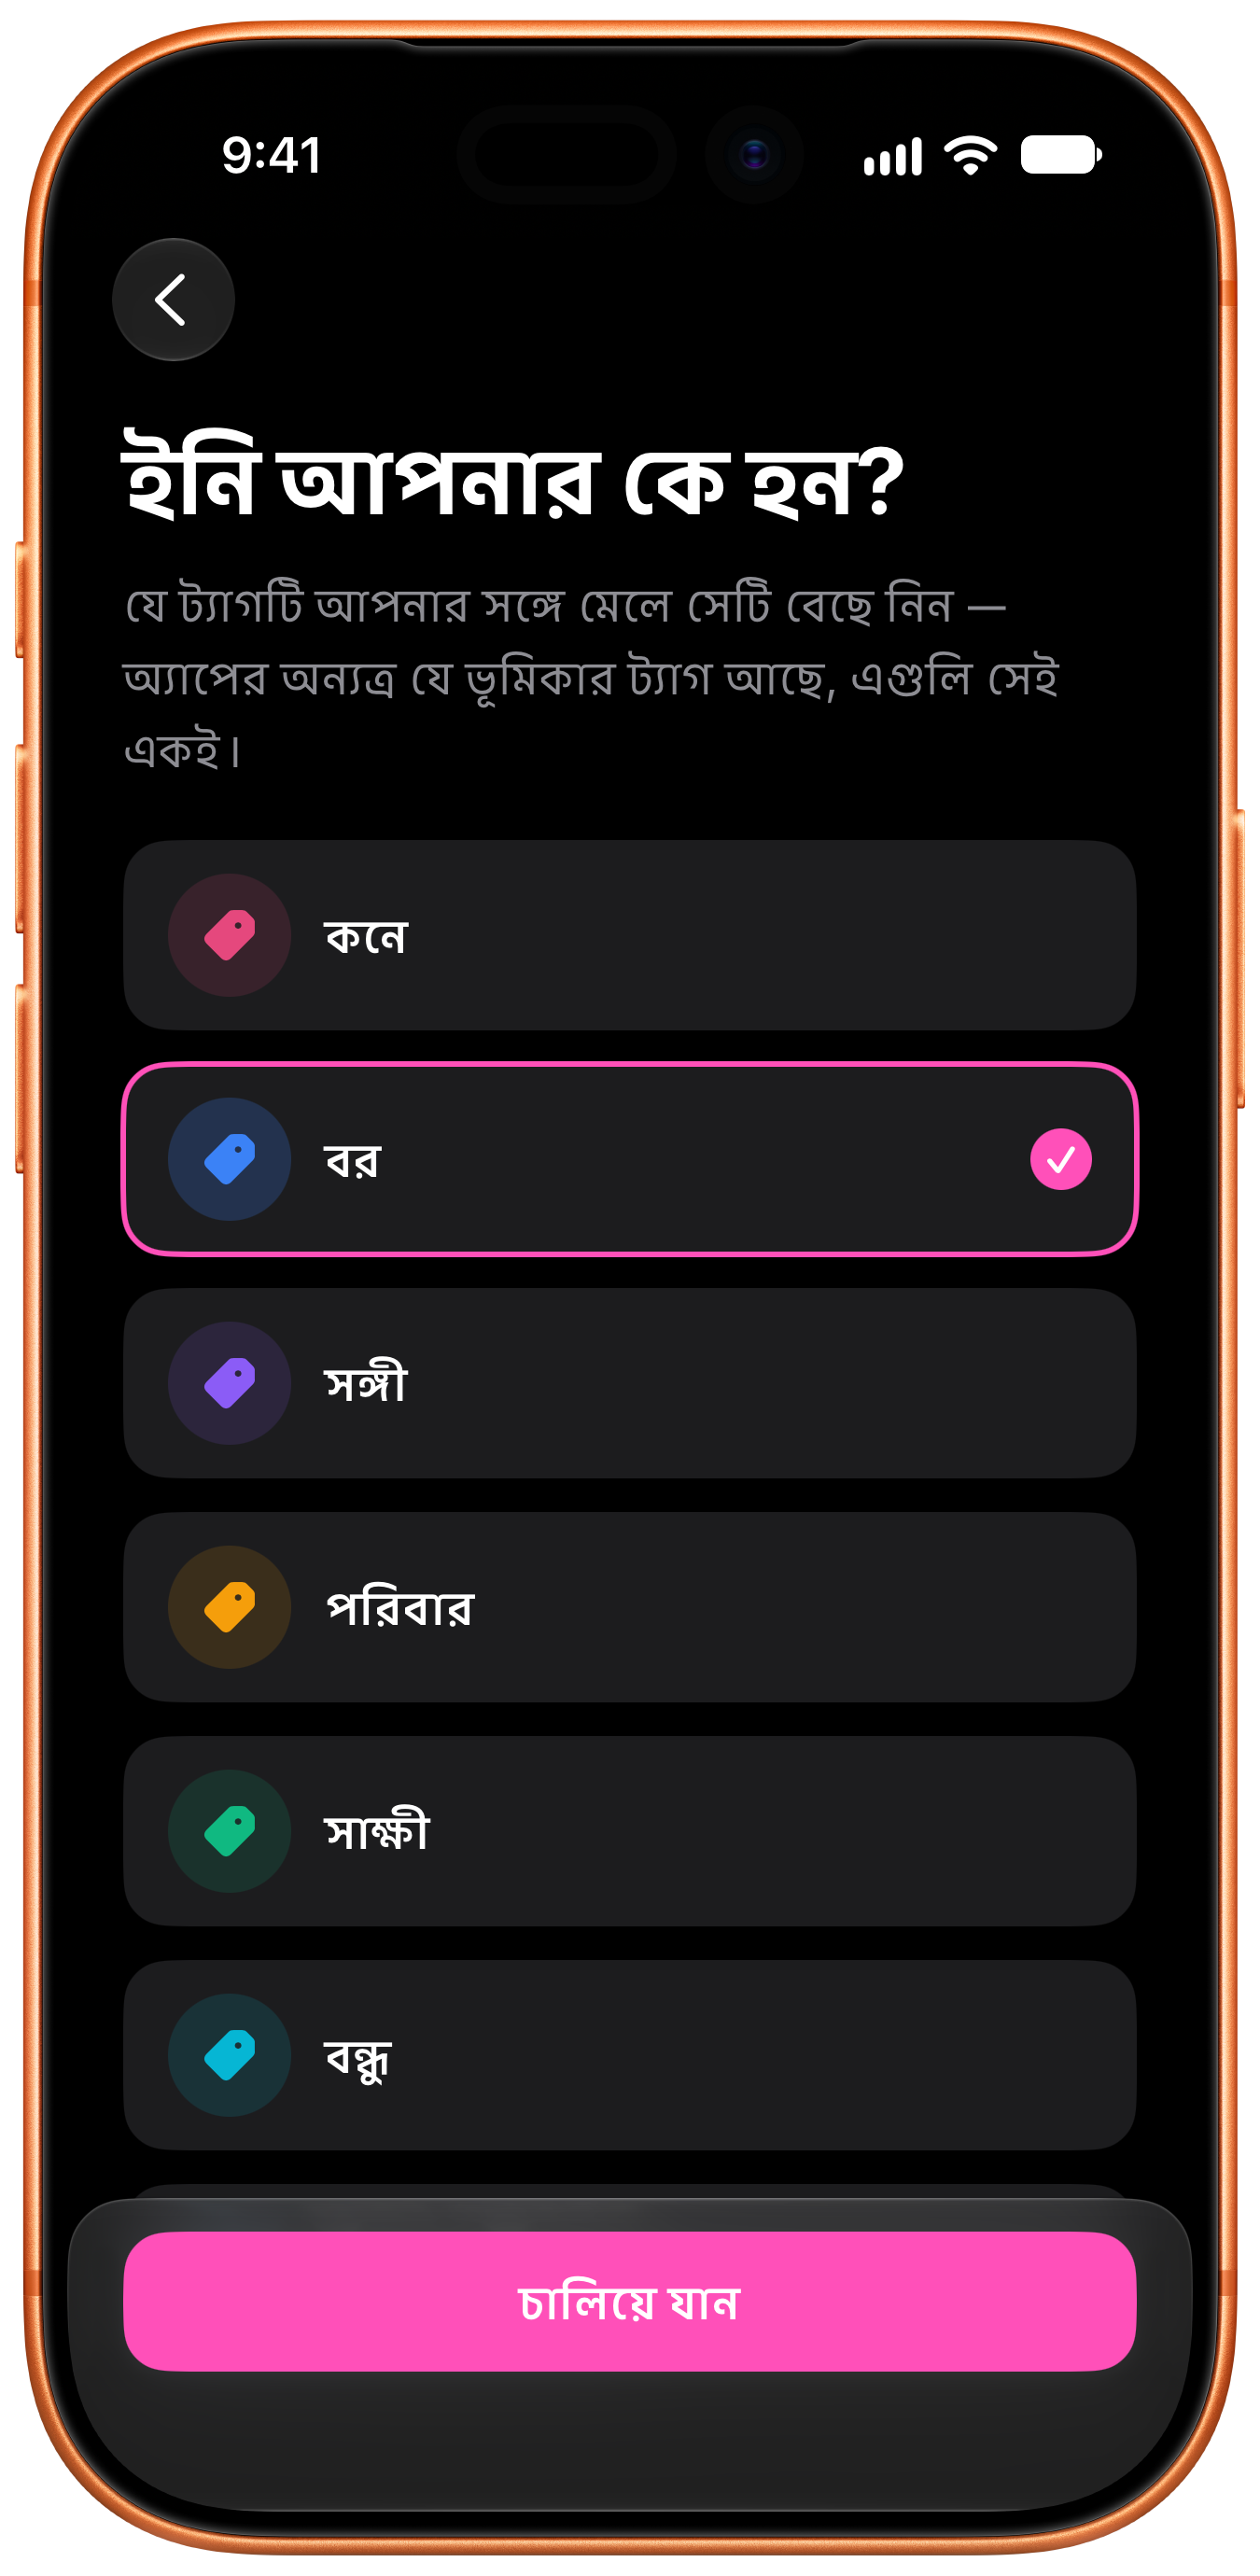 9:41
ইনি আপনার কে হন?
যে ট্যাগটি আপনার সঙ্গে মেলে সেটি বেছে নিন —
অ্যাপের অন্যত্র যে ভূমিকার ট্যাগ আছে, এগুলি সেই
একই।
কনে
বর
সঙ্গী
পরিবার
সাক্ষী
বন্ধু
চালিয়ে যান